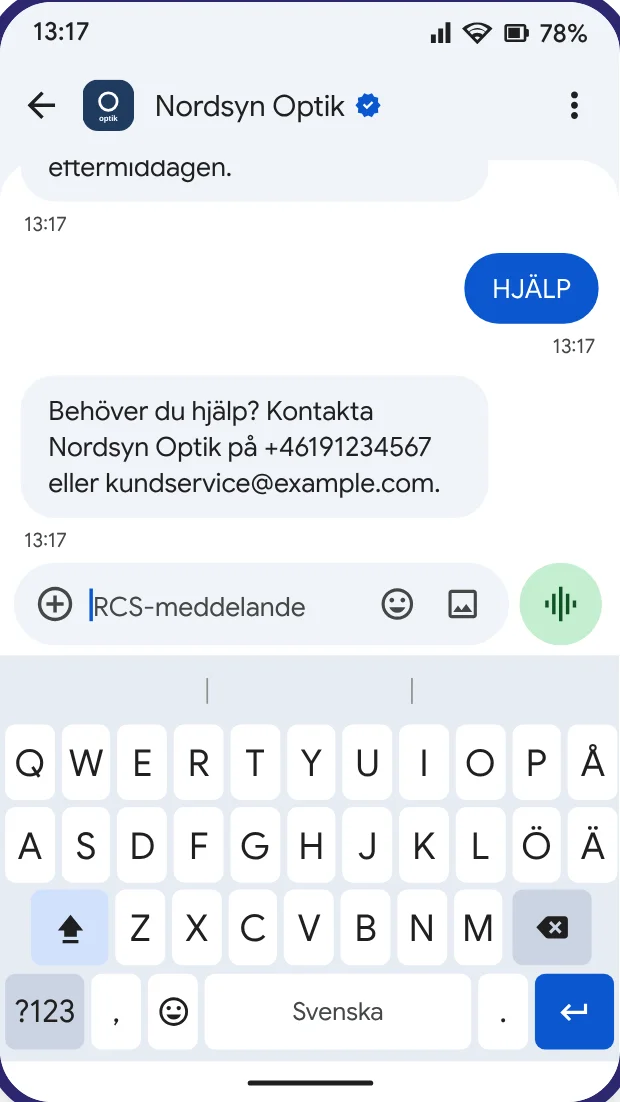 13:17
78%
optik
Nordsyn Optik
eftermiddagen.
13:17
HJÄLP
13:17
Behöver du hjälp? Kontakta
Nordsyn Optik på +46191234567
eller kundservice@example.com.
13:17
RCS-meddelande
Q W E R T Y U I O P Å
A S D F G H J K L Ö Ä
Z X C V B N M
?123 , Svenska .